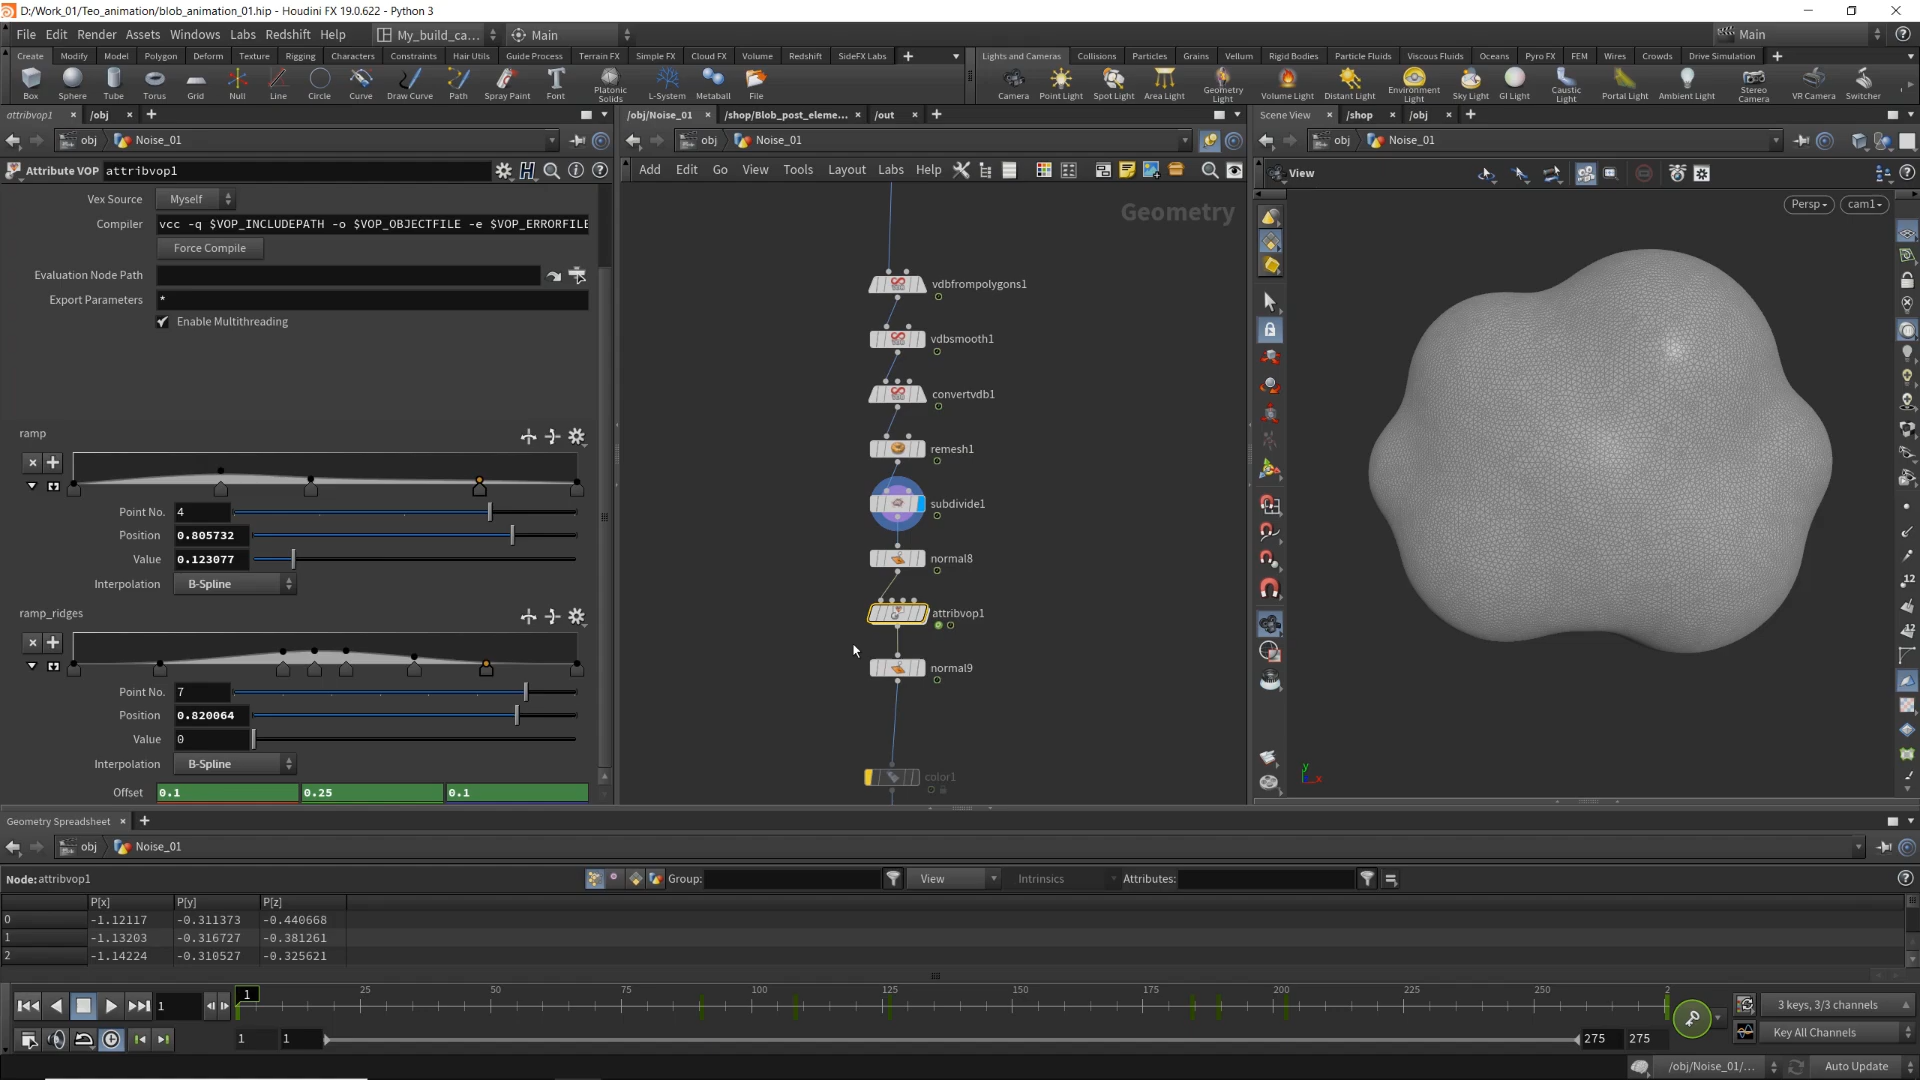 D:/Work_01/Teo_animation/blob_animation_01.hip - Houdini FX 19.0.622 - Python 3
File Edit Render Assets Windows Labs Redshift Help My_build_ca... Main Main
Create Modify Model Polygon Deform Texture Rigging Characters Constraints Hair Utils Guide Process Terrain FX Simple FX Cloud FX Volume Redshift SideFX Labs
Lights and Cameras Collisions Particles Grains Vellum Rigid Bodies Particle Fluids Viscous Fluids Oceans Pyro FX FEM Wires Crowds Drive Simulation
Box Sphere Tube Torus Grid Null Line Circle Curve Draw Curve Path Spray Paint Font Platonic Solids L-System Metaball File
Camera Point Light Spot Light Area Light Geometry Light Volume Light Distant Light Environment Light Sky Light GI Light Caustic Light Portal Light Ambient Light Stereo Camera VR Camera Switcher
attribvop1 /obj
/obj/Noise_01 /shop/Blob_post_eleme... /out
Scene View /shop /obj
obj Noise_01
obj Noise_01
obj Noise_01
Attribute VOP attribvop1
Add Edit Go View Tools Layout Labs Help
View
Vex Source Myself
Compiler vcc -q $VOP_INCLUDEPATH -o $VOP_OBJECTFILE -e $VOP_ERRORFILE
Force Compile
Evaluation Node Path
Export Parameters *
Enable Multithreading
ramp
Point No. 4
Position 0.805732
Value 0.123077
Interpolation B-Spline
ramp_ridges
Point No. 7
Position 0.820064
Value 0
Interpolation B-Spline
Offset 0.1 0.25 0.1
Geometry
vdbfrompolygons1
vdbsmooth1
convertvdb1
remesh1
subdivide1
normal8
attribvop1
normal9
color1
Persp cam1
12
12
y
x
Geometry Spreadsheet
obj Noise_01
Node: attribvop1 Group: View Intrinsics Attributes:
P[x] P[y] P[z]
0 -1.12117 -0.311373 -0.440668
1 -1.13203 -0.316727 -0.381261
2 -1.14224 -0.310527 -0.325621
1 1 25 50 75 100 125 150 175 200 225 250 2
3 keys, 3/3 channels
1 1 275 275
Key All Channels
/obj/Noise_01/... Auto Update